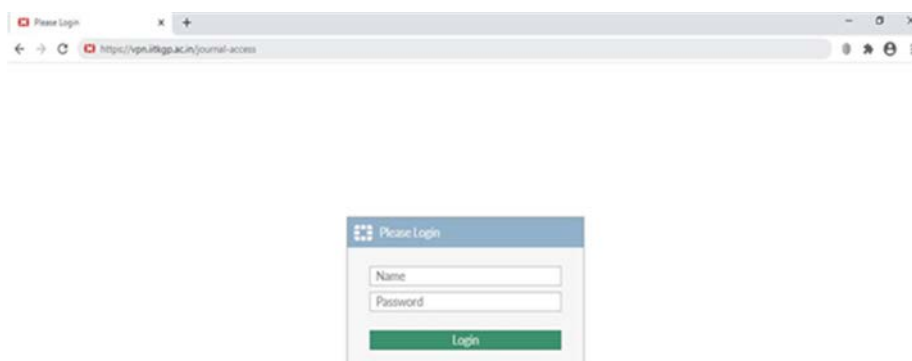 Please Login
https://vpn.iitkgp.ac.in/journal-access
Please Login
Name
Password
Login